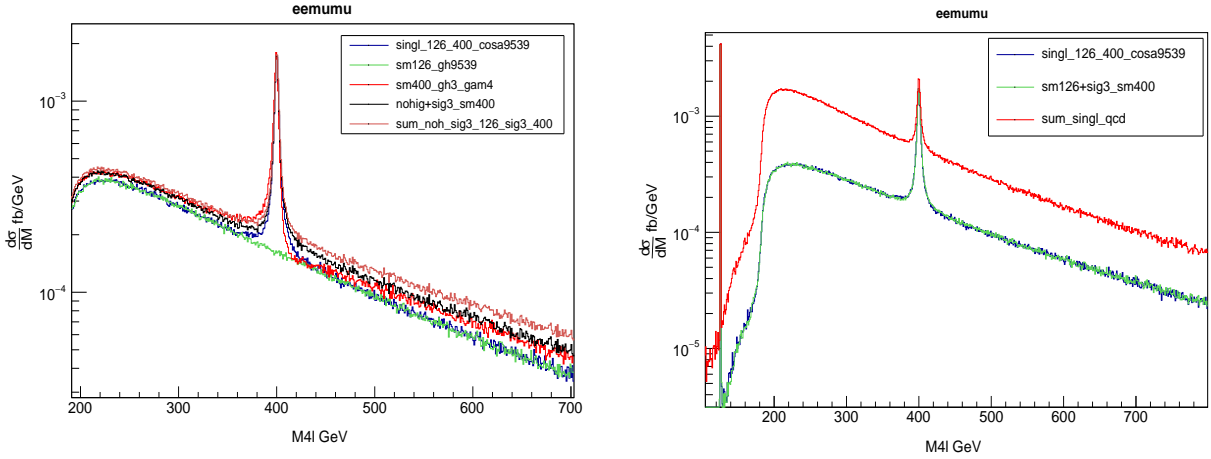 eemumu
singl_126_400_cosa9539
sm126_gh9539
sm400_gh3_gam4
nohig+sig3_sm400
sum_noh_sig3_126_sig3_400
10⁻³
10⁻⁴
dσ
dM fb/GeV
200 300 400 500 600 700
M4l GeV
eemumu
singl_126_400_cosa9539
sm126+sig3_sm400
sum_singl_qcd
10⁻³
10⁻⁴
10⁻⁵
dσ
dM fb/GeV
200 300 400 500 600 700
M4l GeV